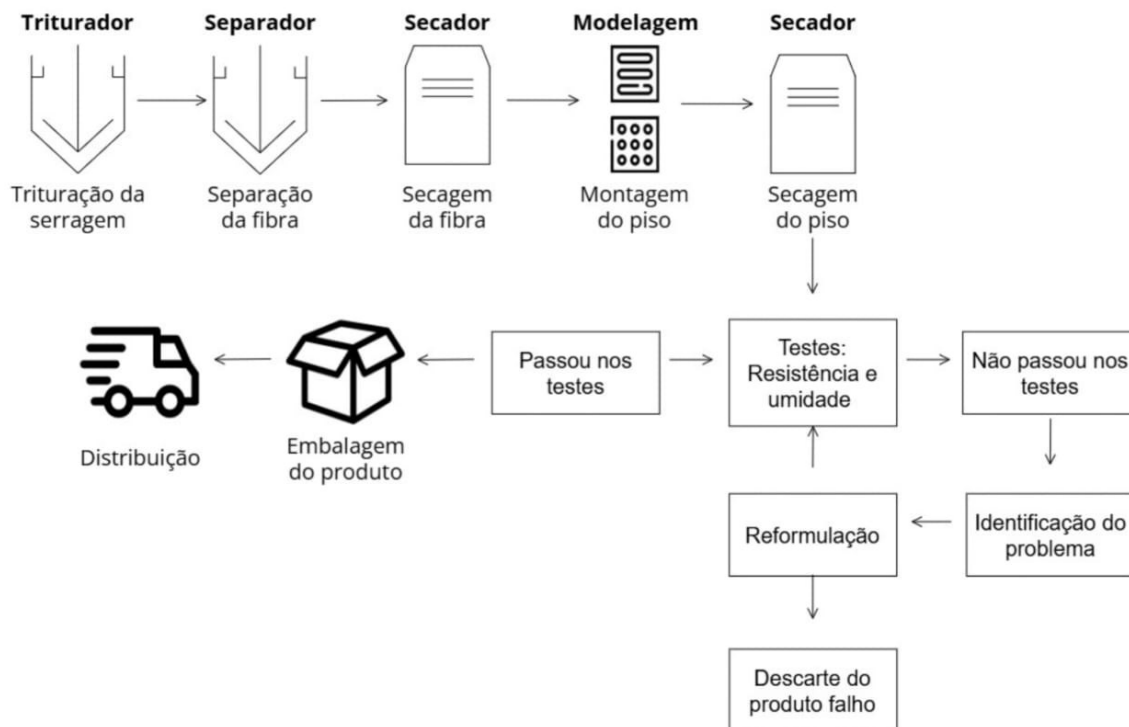 Triturador
Separador
Secador
Modelagem
Secador
Trituração da
serragem
Separação
da fibra
Secagem
da fibra
Montagem
do piso
Secagem
do piso
Distribuição
Embalagem
do produto
Passou nos
testes
Testes:
Resistência e
umidade
Não passou nos
testes
Reformulação
Identificação do
problema
Descarte do
produto falho